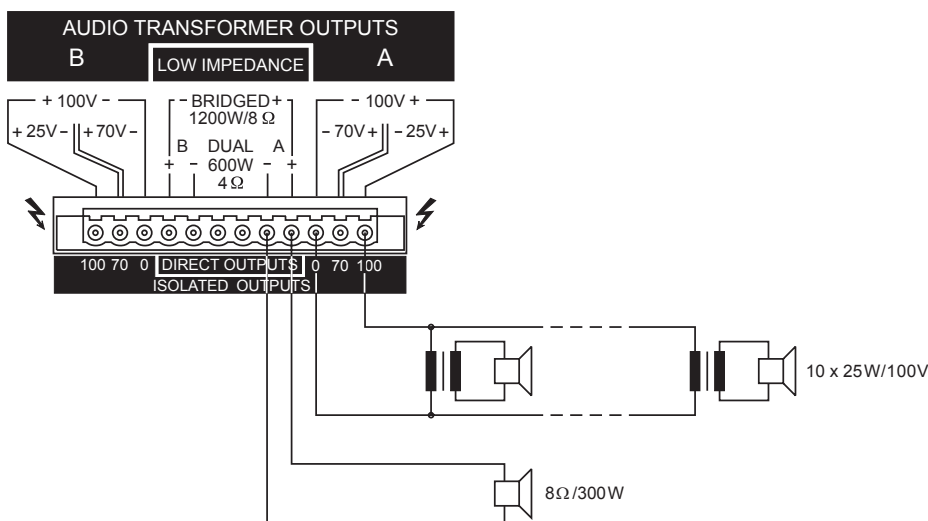 AUDIO TRANSFORMER OUTPUTS
B LOW IMPEDANCE A
+ 100V - - BRIDGED + - 100V +
1200W/8 Ω
+ 25V - + 70V - - 70V + - 25V +
B DUAL A
+ - 600W - +
4 Ω
100 70 0 DIRECT OUTPUTS 0 70 100
ISOLATED OUTPUTS
10 x 25W/100V
8Ω/300W